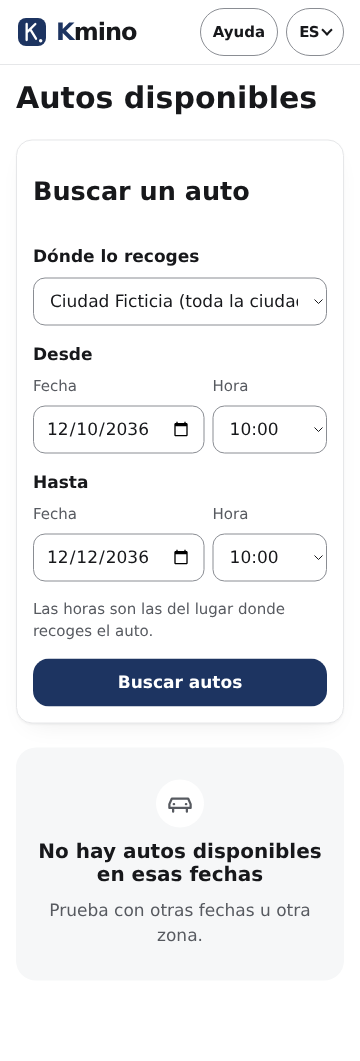 K. Kmino
Ayuda
ES
Autos disponibles
Buscar un auto
Dónde lo recoges
Ciudad Ficticia (toda la ciudad
Desde
Fecha
Hora
12/10/2036
10:00
Hasta
Fecha
Hora
12/12/2036
10:00
Las horas son las del lugar donde
recoges el auto.
Buscar autos
No hay autos disponibles
en esas fechas
Prueba con otras fechas u otra
zona.